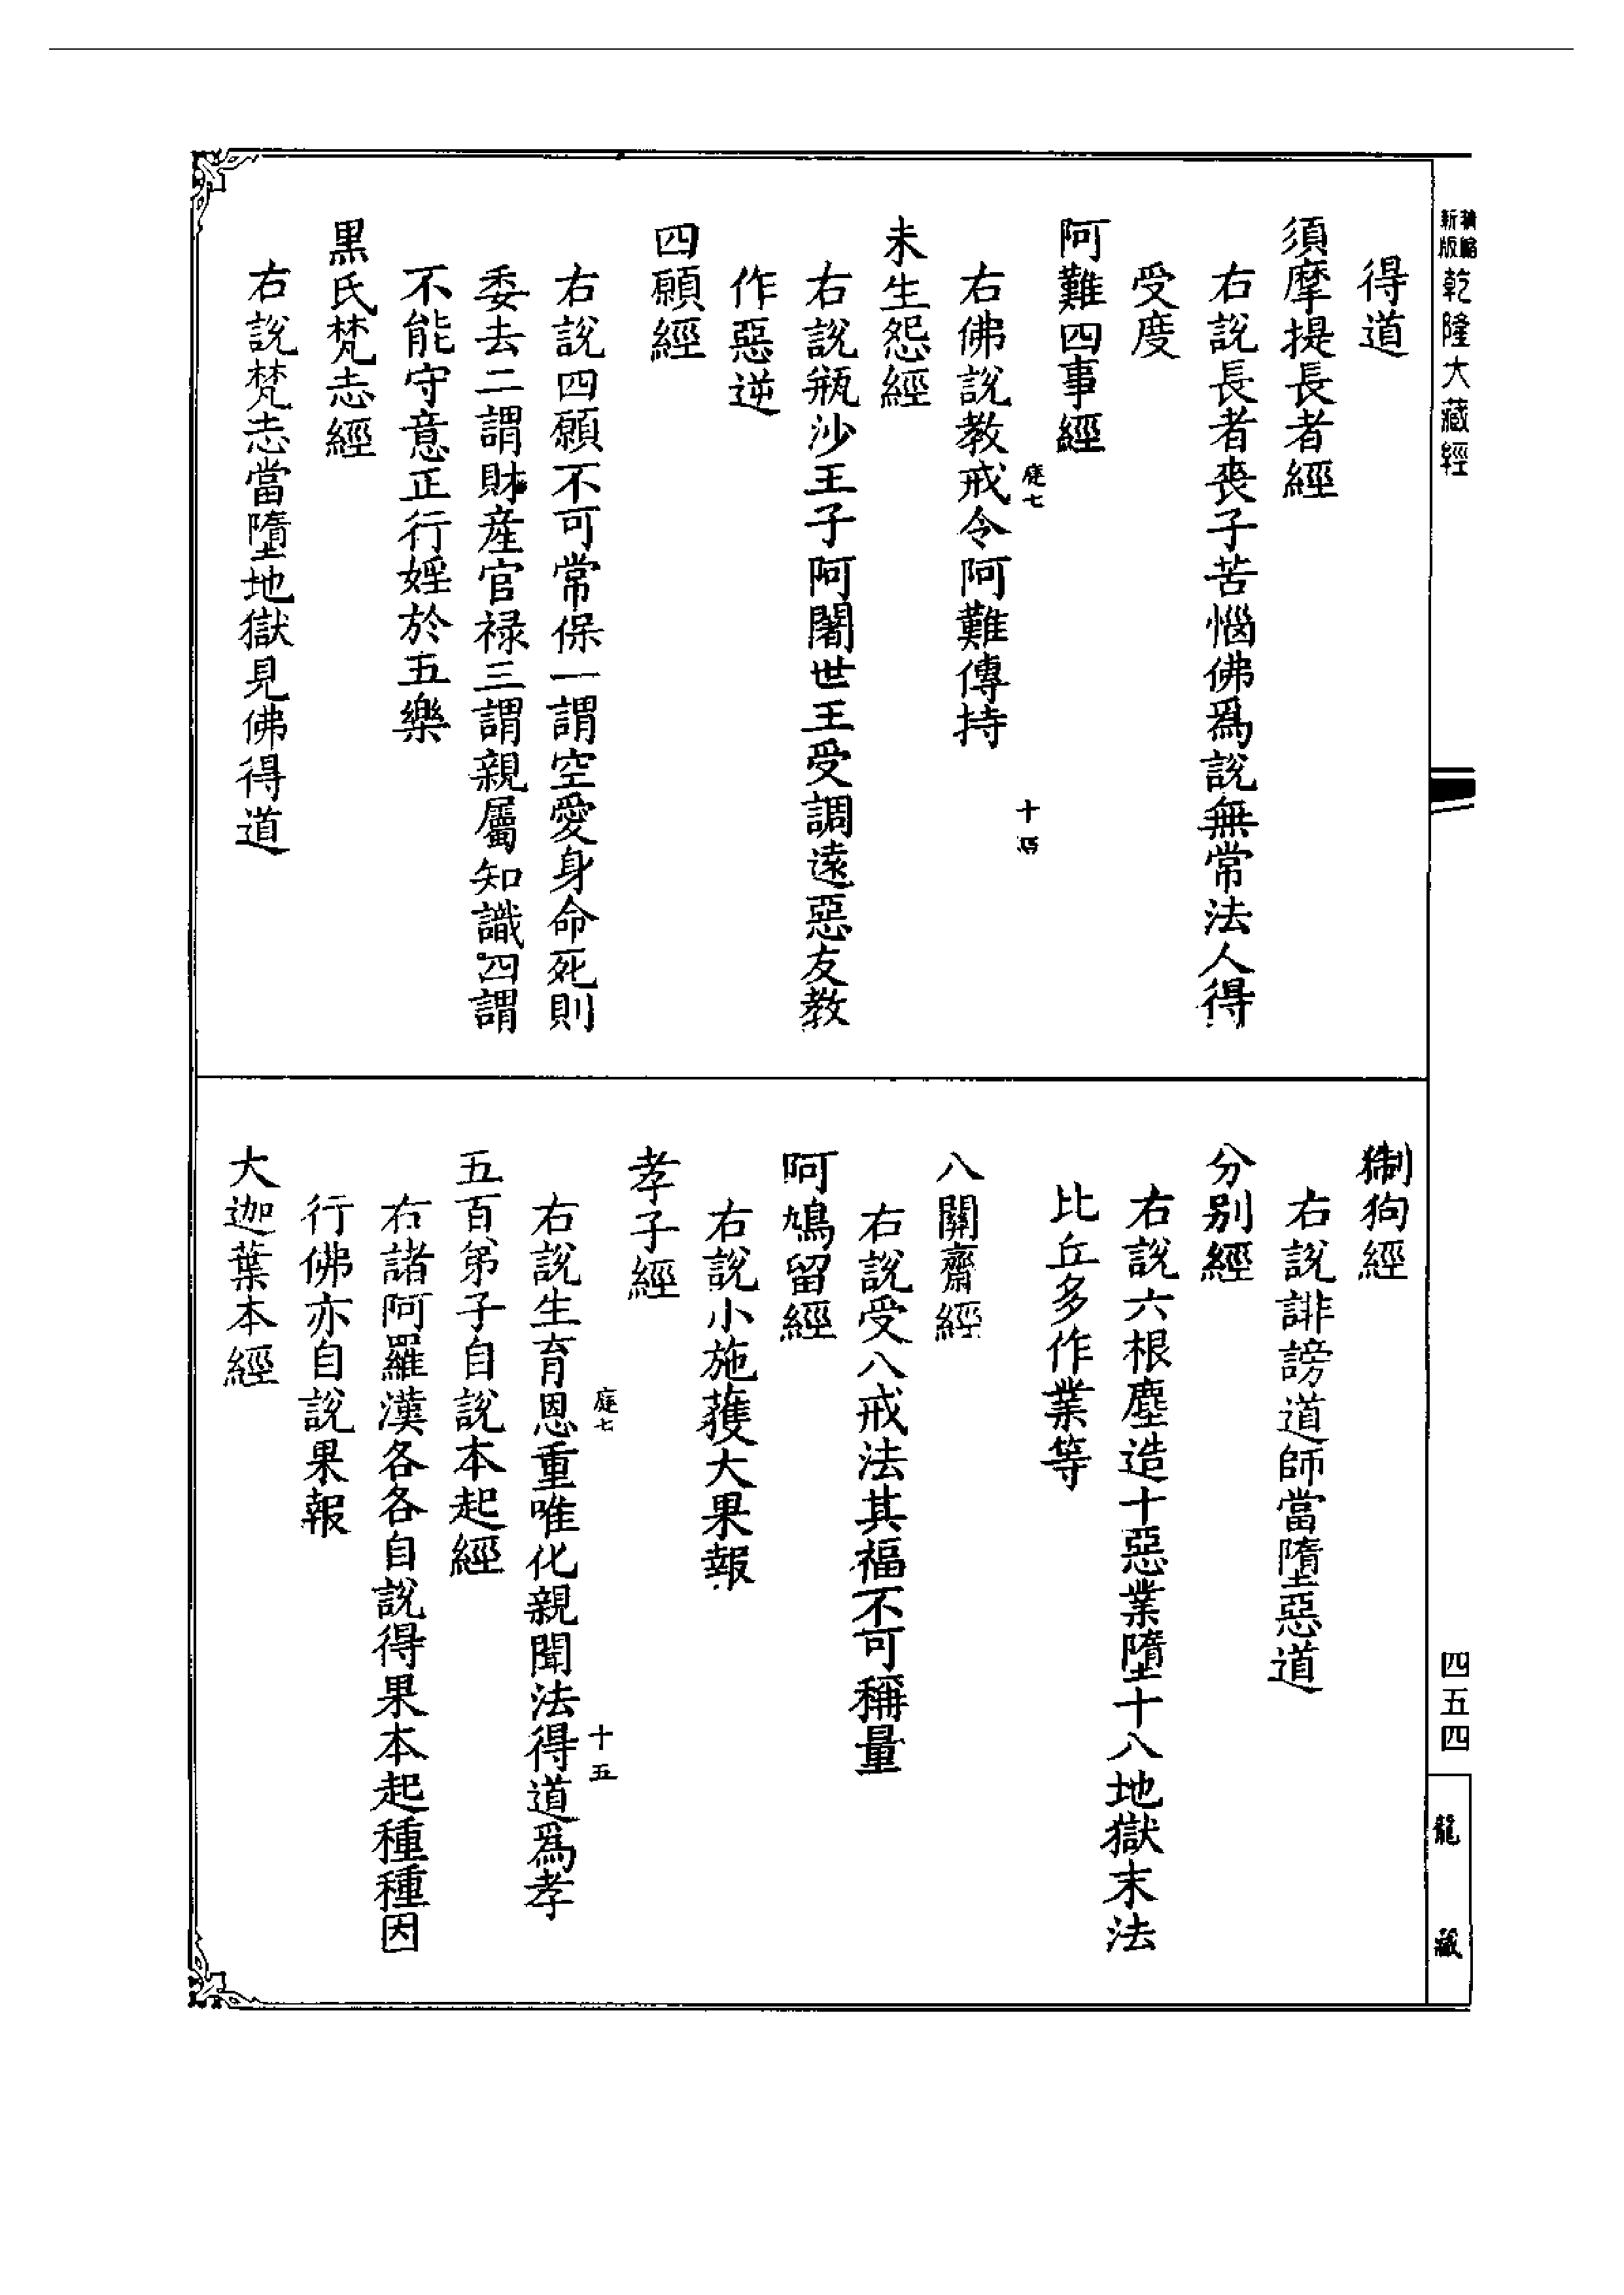 新版精縮乾隆大藏經
得道
須摩提長者經
右說長者喪子苦惱佛爲說無常法人得
受度
阿難四事經
庭七 十四
右佛說教戒令阿難傳持
未生怨經
右說瓶沙王子阿闍世王受調遠惡友教
作惡逆
四願經
右說四願不可常保一謂空愛身命死則
委去二謂財産官禄三謂親屬知識四謂
不能守意正行婬於五樂
黒氏梵志經
右說梵志當墮地獄見佛得道
猘狗經
右說誹謗道師當墮惡道
分别經
右說六根塵造十惡業墮十八地獄末法
比丘多作業等
八關齋經
右說受八戒法其福不可稱量
阿鳩留經
右說小施獲大果報
孝子經
庭七 十五
右說生育恩重唯化親聞法得道爲孝
五百弟子自說本起經
右諸阿羅漢各各自說得果本起種種因
行佛亦自說果報
大迦葉本經
四五四
龍藏